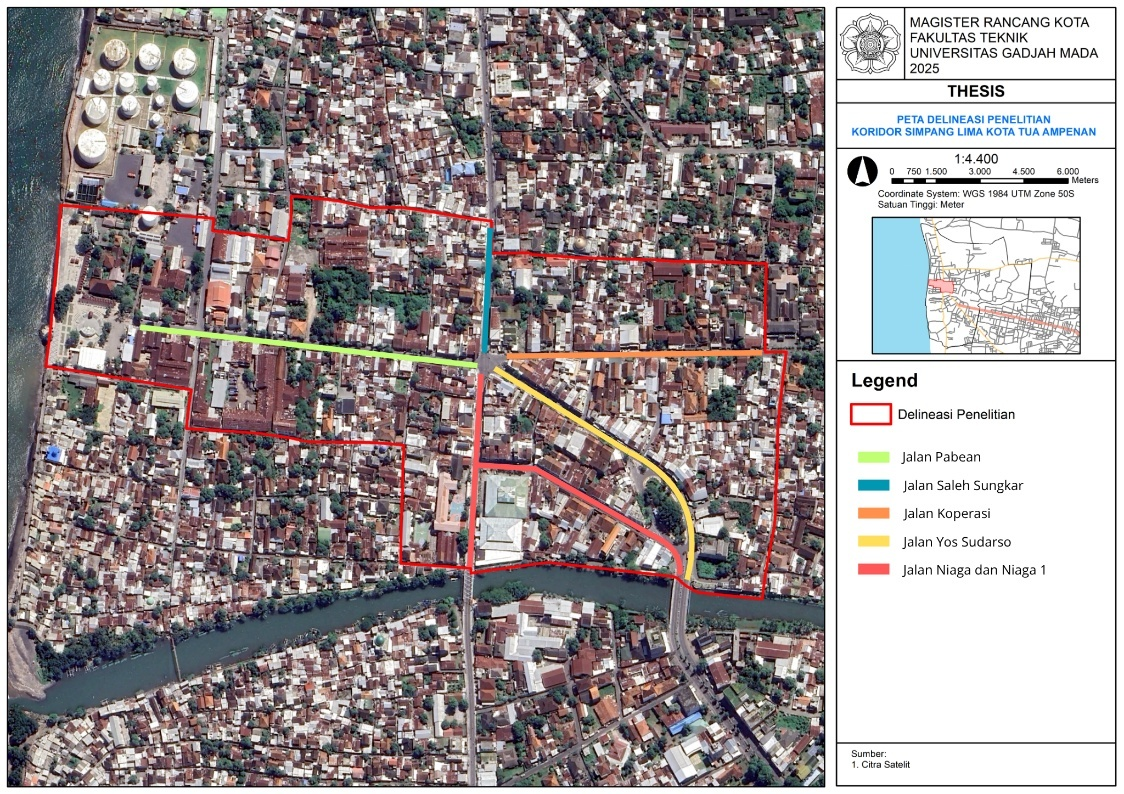 MAGISTER RANCANG KOTA
FAKULTAS TEKNIK
UNIVERSITAS GADJAH MADA
2025
THESIS
PETA DELINEASI PENELITIAN
KORIDOR SIMPANG LIMA KOTA TUA AMPENAN
1:4.400
0 750 1.500 3.000 4.500 6.000
Meters
Coordinate System: WGS 1984 UTM Zone 50S
Satuan Tinggi: Meter
Legend
Delineasi Penelitian
Jalan Pabean
Jalan Saleh Sungkar
Jalan Koperasi
Jalan Yos Sudarso
Jalan Niaga dan Niaga 1
Sumber:
1. Citra Satelit